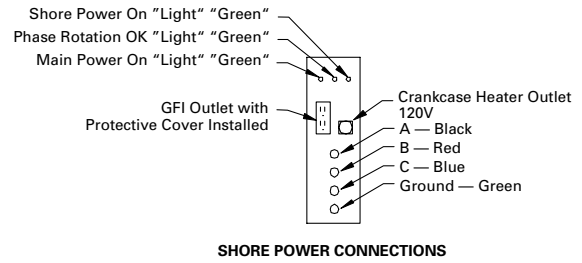 Shore Power On ”Light“ “Green“
Phase Rotation OK “Light“ ”Green“
Main Power On “Light“ “Green“
GFI Outlet with
Protective Cover Installed
Crankcase Heater Outlet
120V
A — Black
B — Red
C — Blue
Ground — Green
SHORE POWER CONNECTIONS